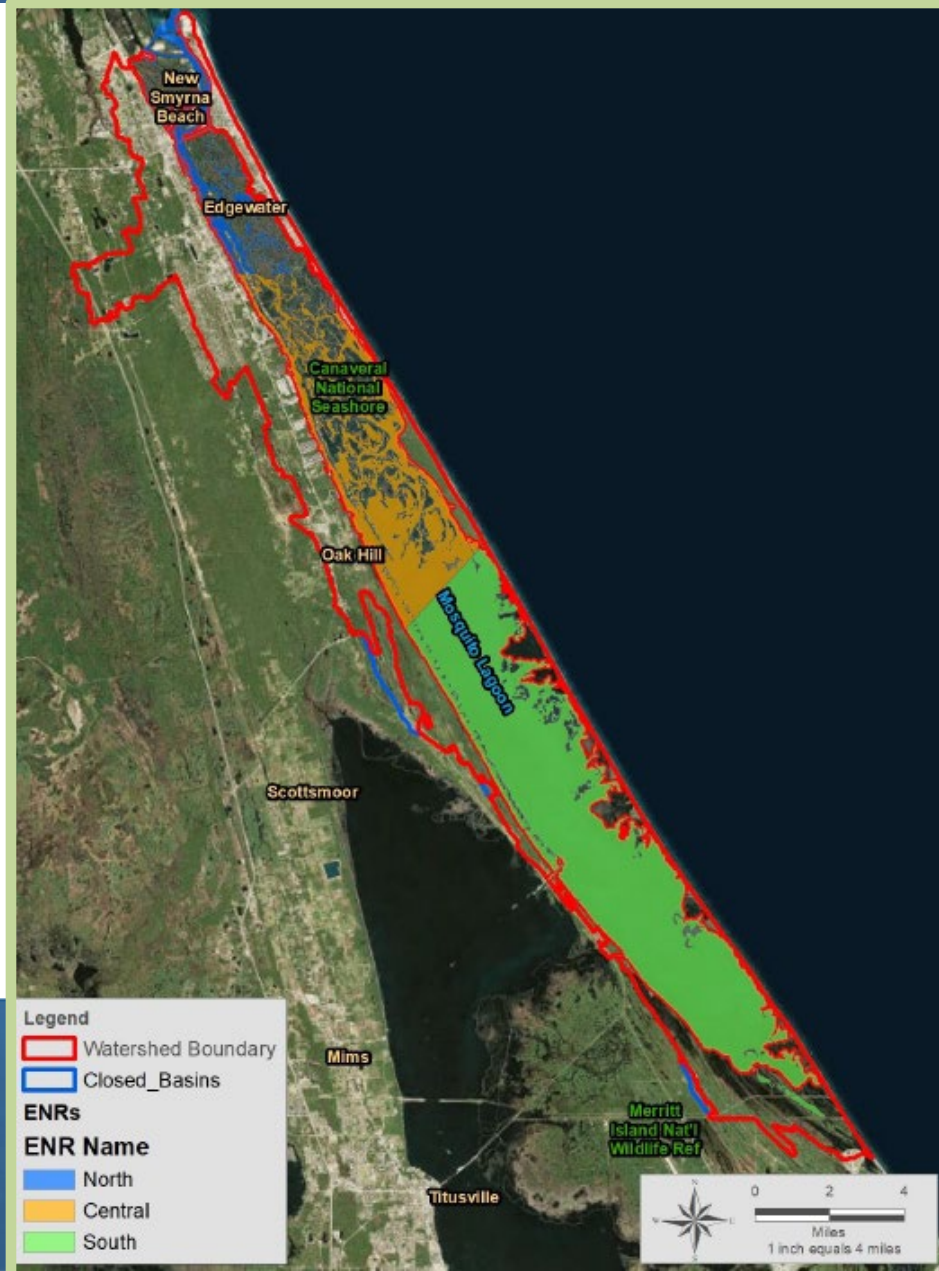 New
Smyrna
Beach
Edgewater
Canaveral
National
Seashore
Oak Hill
Mosquito Lagoon
Scottsmoor
Mims
Merritt
Island Nat'l
Wildlife Ref
Titusville
Legend
Watershed Boundary
Closed_Basins
ENRs
ENR Name
North
Central
South
N
W
E
S
0 2 4
Miles
1 inch equals 4 miles